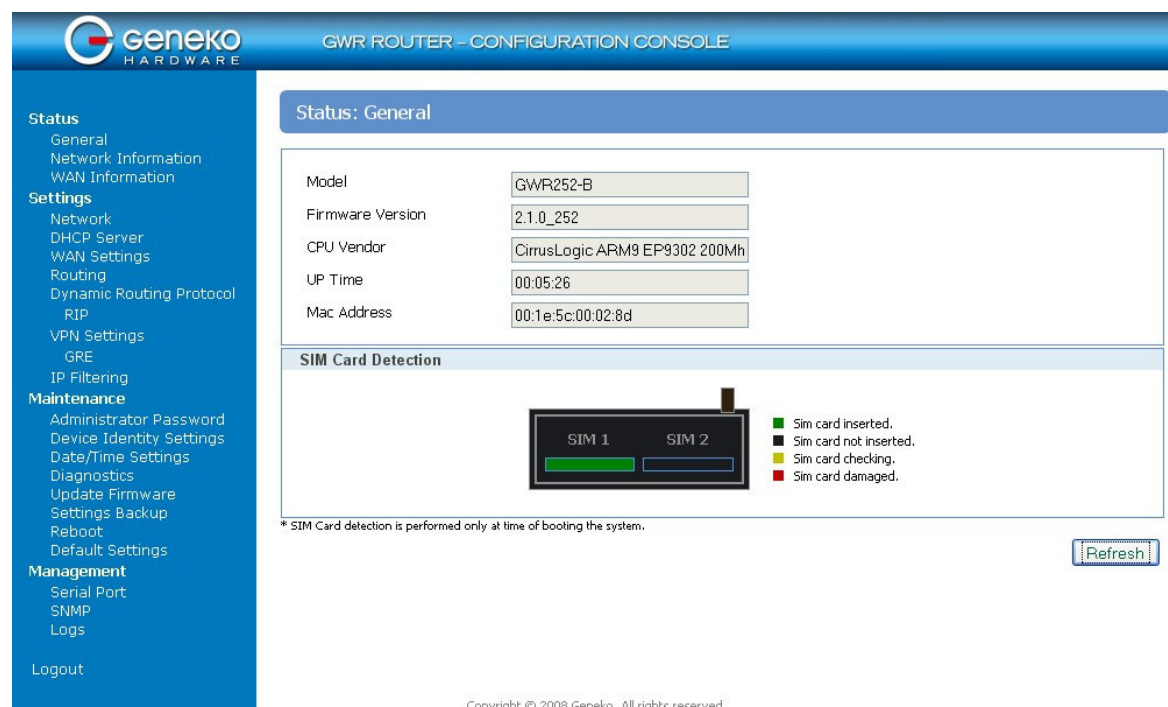 GENEKO
HARDWARE
GWR ROUTER – CONFIGURATION CONSOLE
Status
General
Network Information
WAN Information
Settings
Network
DHCP Server
WAN Settings
Routing
Dynamic Routing Protocol
RIP
VPN Settings
GRE
IP Filtering
Maintenance
Administrator Password
Device Identity Settings
Date/Time Settings
Diagnostics
Update Firmware
Settings Backup
Reboot
Default Settings
Management
Serial Port
SNMP
Logs
Logout
Status: General
Model GWR252-B
Firmware Version 2.1.0_252
CPU Vendor CirrusLogic ARM9 EP9302 200Mh
UP Time 00:05:26
Mac Address 00:1e:5c:00:02:8d
SIM Card Detection
SIM 1 SIM 2
Sim card inserted.
Sim card not inserted.
Sim card checking.
Sim card damaged.
* SIM Card detection is performed only at time of booting the system.
Refresh
Copyright © 2008 Geneko. All rights reserved